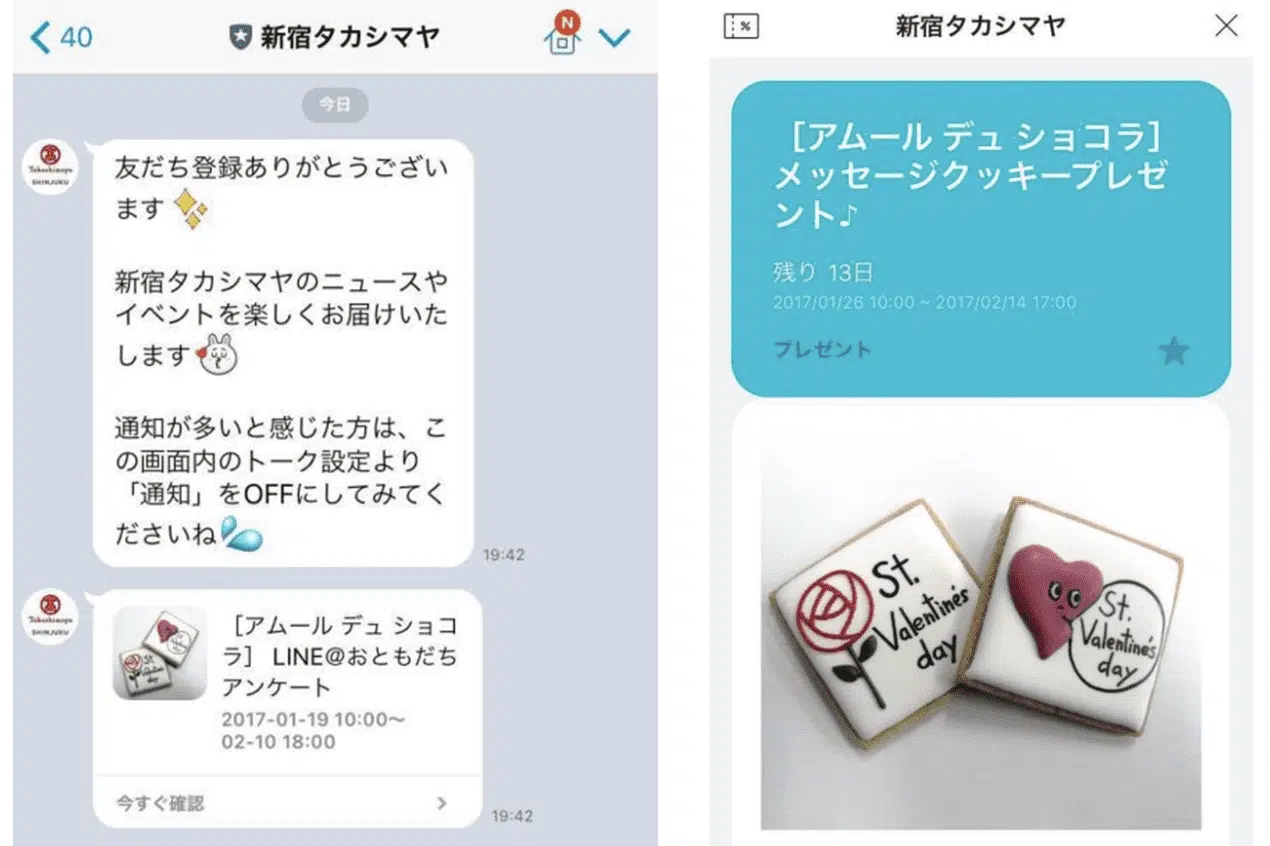 40
新宿タカシマヤ
N
今日
Takashimaya
SHINJUKU
友だち登録ありがとうござい
ます
新宿タカシマヤのニュースや
イベントを楽しくお届けいた
します
通知が多いと感じた方は、こ
の画面内のトーク設定より
「通知」をOFFにしてみてく
ださいね
19:42
Takashimaya
SHINJUKU
St.
Valentine's
day
［アムール デュ ショコ
ラ］ LINE@おともだち
アンケート
2017-01-19 10:00〜
02-10 18:00
今すぐ確認
19:42
%
新宿タカシマヤ
［アムール デュ ショコラ］
メッセージクッキープレゼ
ント♪
残り 13日
2017/01/26 10:00 ~ 2017/02/14 17:00
プレゼント
St.
Valentine's
day
St.
Valentine's
day